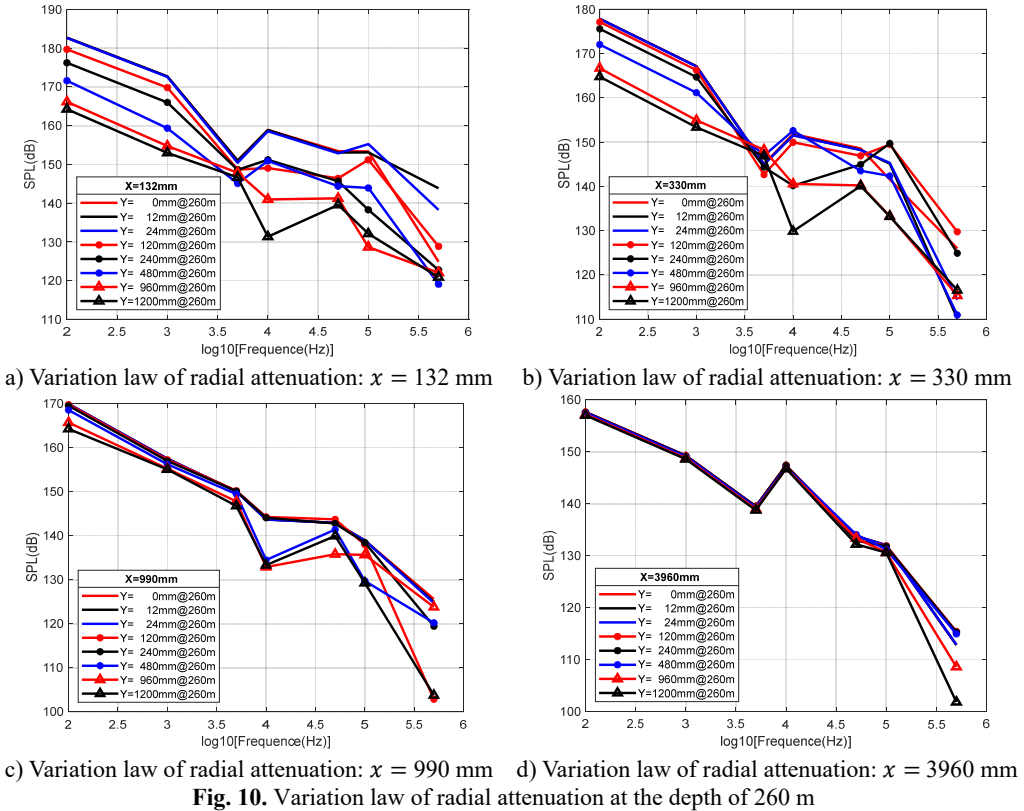 190
180
170
160
150
140
130
120
110
SPL(dB)
X=132mm
Y= 0mm@260m
Y= 12mm@260m
Y= 24mm@260m
Y= 120mm@260m
Y= 240mm@260m
Y= 480mm@260m
Y= 960mm@260m
Y=1200mm@260m
2 2.5 3 3.5 4 4.5 5 5.5 6
log10[Frequence(Hz)]
a) Variation law of radial attenuation: x = 132 mm
180
170
160
150
140
130
120
110
SPL(dB)
X=330mm
Y= 0mm@260m
Y= 12mm@260m
Y= 24mm@260m
Y= 120mm@260m
Y= 240mm@260m
Y= 480mm@260m
Y= 960mm@260m
Y=1200mm@260m
2 2.5 3 3.5 4 4.5 5 5.5 6
log10[Frequence(Hz)]
b) Variation law of radial attenuation: x = 330 mm
170
160
150
140
130
120
110
100
SPL(dB)
X=990mm
Y= 0mm@260m
Y= 12mm@260m
Y= 24mm@260m
Y= 120mm@260m
Y= 240mm@260m
Y= 480mm@260m
Y= 960mm@260m
Y=1200mm@260m
2 2.5 3 3.5 4 4.5 5 5.5 6
log10[Frequence(Hz)]
c) Variation law of radial attenuation: x = 990 mm
160
150
140
130
120
110
100
SPL(dB)
X=3960mm
Y= 0mm@260m
Y= 12mm@260m
Y= 24mm@260m
Y= 120mm@260m
Y= 240mm@260m
Y= 480mm@260m
Y= 960mm@260m
Y=1200mm@260m
2 2.5 3 3.5 4 4.5 5 5.5 6
log10[Frequence(Hz)]
d) Variation law of radial attenuation: x = 3960 mm
Fig. 10. Variation law of radial attenuation at the depth of 260 m